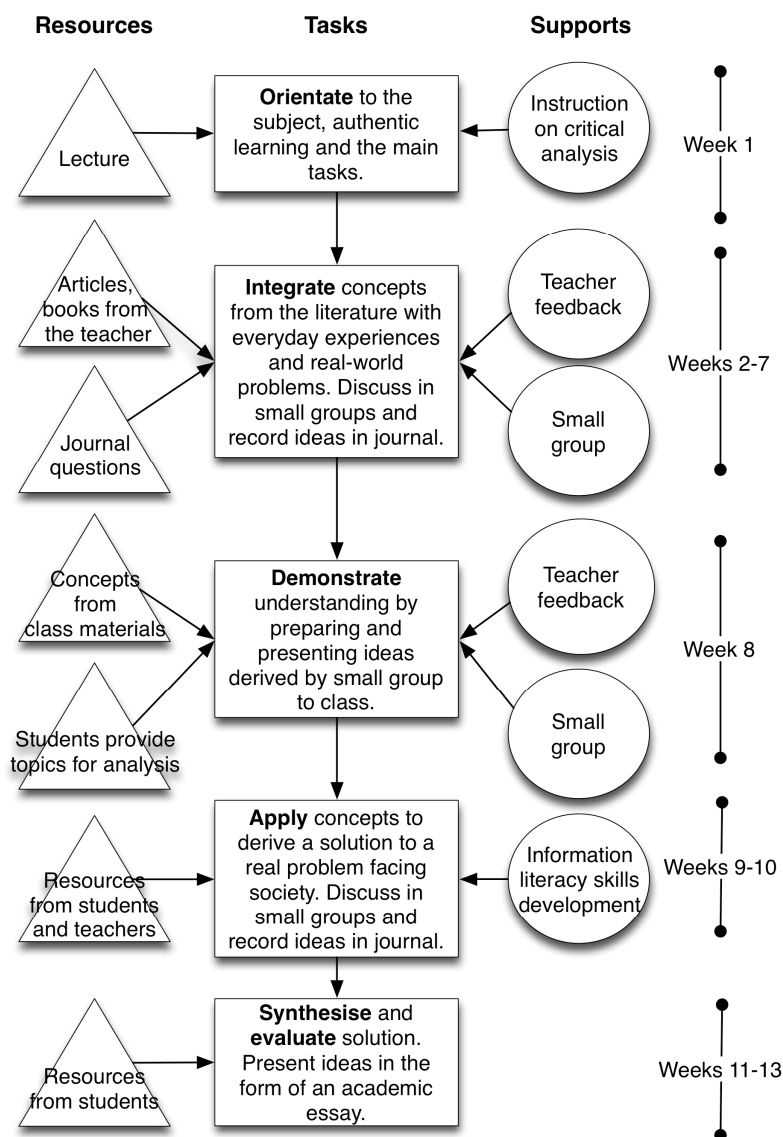 Resources
Tasks
Supports
Lecture
Orientate to the
subject, authentic
learning and the main
tasks.
Instruction
on critical
analysis
Week 1
Articles,
books from
the teacher
Journal
questions
Integrate concepts
from the literature with
everyday experiences
and real-world
problems. Discuss in
small groups and
record ideas in journal.
Teacher
feedback
Small
group
Weeks 2-7
Concepts
from
class materials
Students provide
topics for analysis
Demonstrate
understanding by
preparing and
presenting ideas
derived by small group
to class.
Teacher
feedback
Small
group
Week 8
Resources
from students
and teachers
Apply concepts to
derive a solution to a
real problem facing
society. Discuss in
small groups and
record ideas in journal.
Information
literacy skills
development
Weeks 9-10
Resources
from students
Synthesise and
evaluate solution.
Present ideas in the
form of an academic
essay.
Weeks 11-13